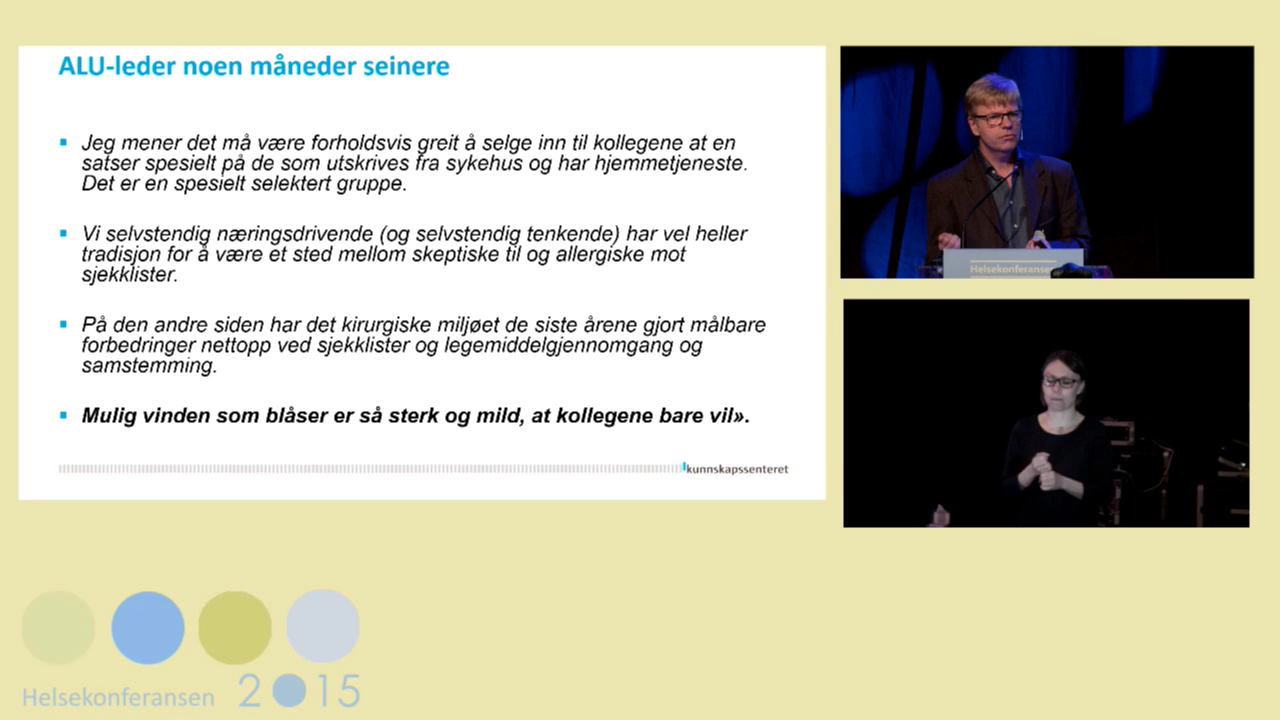 ALU-leder noen måneder seinere
Jeg mener det må være forholdsvis greit å selge inn til kollegene at en
satser spesielt på de som utskrives fra sykehus og har hjemmetjeneste.
Det er en spesielt selektert gruppe.
Vi selvstendig næringsdrivende (og selvstendig tenkende) har vel heller
tradisjon for å være et sted mellom skeptiske til og allergiske mot
sjekklister.
På den andre siden har det kirurgiske miljøet de siste årene gjort målbare
forbedringer nettopp ved sjekklister og legemiddelgjennomgang og
samstemming.
Mulig vinden som blåser er så sterk og mild, at kollegene bare vil».
kunnskapssenteret
Helsekonferansen
Helsekonferansen 2015